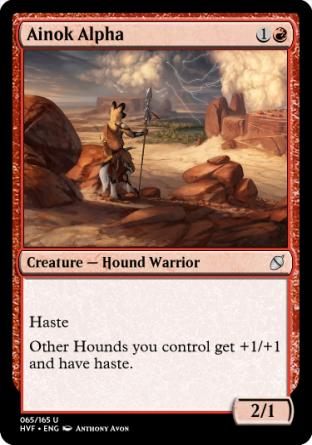 Ainok Alpha 1
Creature — Hound Warrior
Haste
Other Hounds you control get +1/+1
and have haste.
2/1
065/165 U
HVF • ENG Anthony Avon